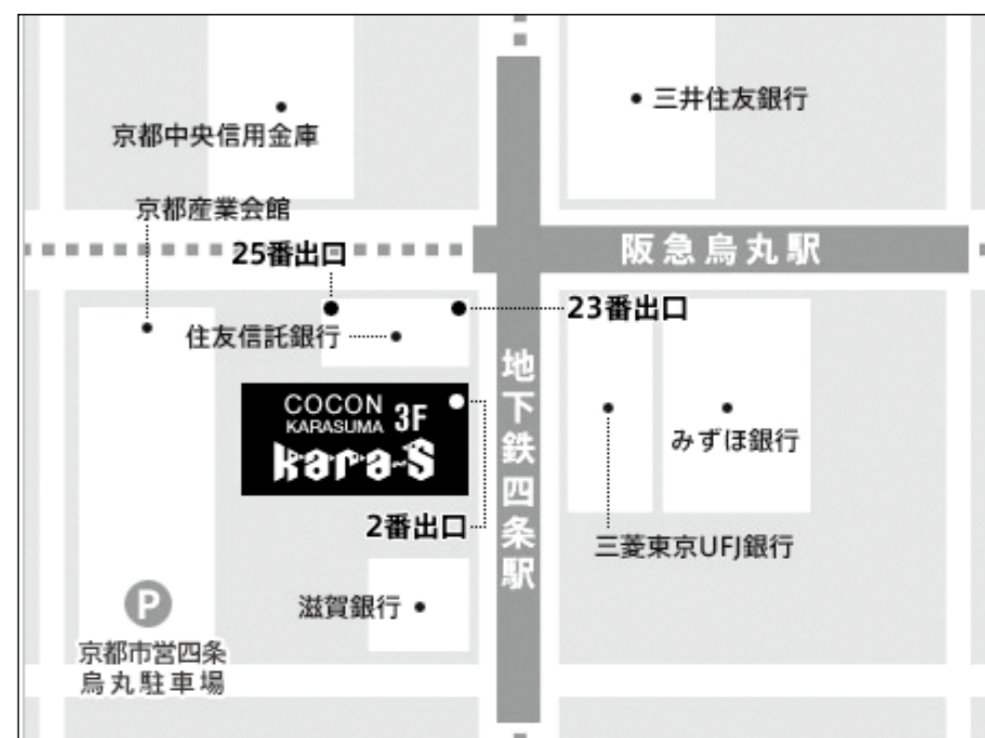 三井住友銀行
京都中央信用金庫
京都産業会館
25番出口
阪急烏丸駅
23番出口
住友信託銀行
地下鉄四条駅
COCON
KARASUMA
3F
kara-S
みずほ銀行
2番出口
三菱東京UFJ銀行
滋賀銀行
P
京都市営四条
烏丸駐車場